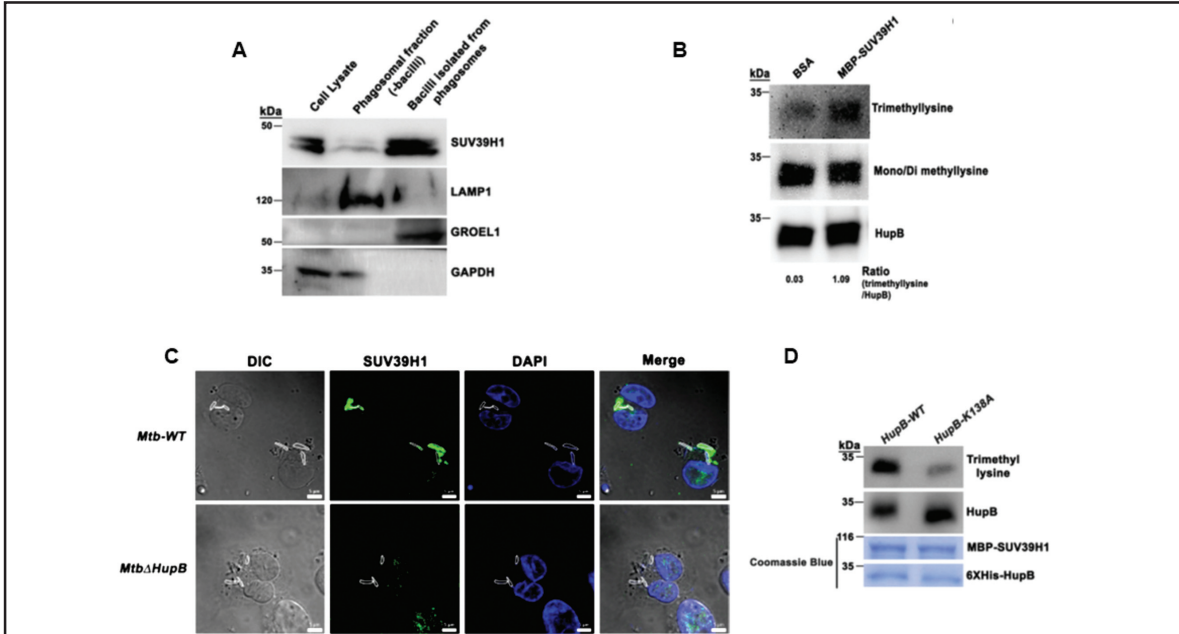 A
Cell Lysate
Phagosomal fraction
(-bacilli)
Bacilli isolated from
phagosomes
kDa
50
SUV39H1
120
LAMP1
50
GROEL1
35
GAPDH
B
BSA
MBP-SUV39H1
kDa
35
Trimethyllysine
35
Mono/Di methyllysine
35
HupB
0.03
1.09
Ratio
(trimethyllysine
/HupB)
C
DIC
SUV39H1
DAPI
Merge
Mtb-WT
MtbΔHupB
D
HupB-WT
HupB-K138A
kDa
35
Trimethyl
lysine
35
HupB
116
MBP-SUV39H1
Coomassie Blue
35
6XHis-HupB